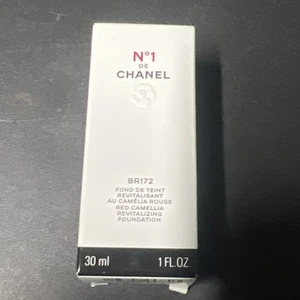 N°1
DE
CHANEL
BR172
FOND DE TEINT
REVITALISANT
AU CAMÉLIA ROUGE
RED CAMELLIA
REVITALIZING
FOUNDATION
30 ml 1 FL.OZ.